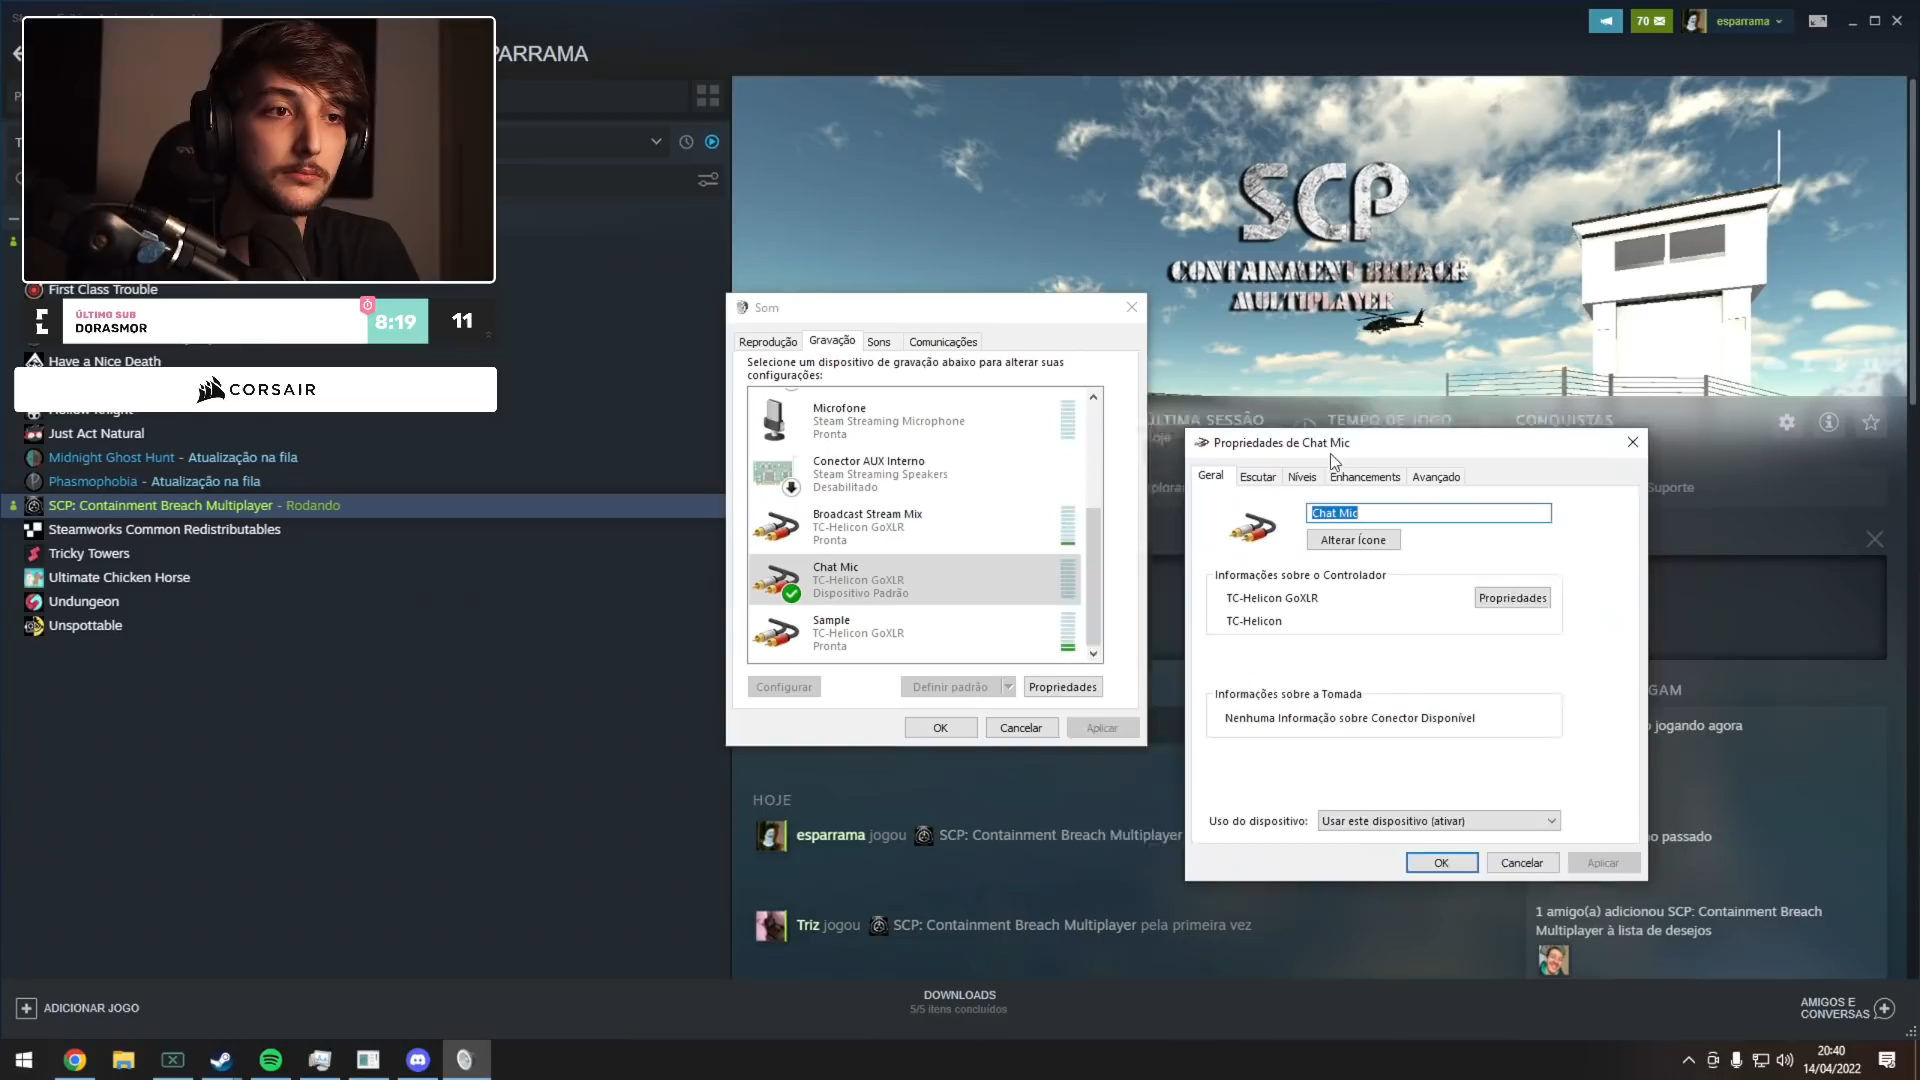 70
esparrama
PARRAMA
First Class Trouble
ÚLTIMO SUB
DORASMOR
8:19
11
Have a Nice Death
CORSAIR
Just Act Natural
Midnight Ghost Hunt - Atualização na fila
Phasmophobia - Atualização na fila
SCP: Containment Breach Multiplayer - Rodando
Steamworks Common Redistributables
Tricky Towers
Ultimate Chicken Horse
Undungeon
Unspottable
SCP
CONTAINMENT BREACH
MULTIPLAYER
ÚLTIMA SESSÃO
TEMPO DE JOGO
CONQUISTAS
Som
Reprodução
Gravação
Sons
Comunicações
Selecione um dispositivo de gravação abaixo para alterar suas
configurações:
Microfone
Steam Streaming Microphone
Pronta
Conector AUX Interno
Steam Streaming Speakers
Desabilitado
Broadcast Stream Mix
TC-Helicon GoXLR
Pronta
Chat Mic
TC-Helicon GoXLR
Dispositivo Padrão
Sample
TC-Helicon GoXLR
Pronta
Configurar
Definir padrão
Propriedades
OK
Cancelar
Aplicar
Propriedades de Chat Mic
Geral
Escutar
Níveis
Enhancements
Avançado
Chat Mic
Alterar Ícone
Informações sobre o Controlador
TC-Helicon GoXLR
Propriedades
TC-Helicon
Informações sobre a Tomada
Nenhuma Informação sobre Conector Disponível
Uso do dispositivo:
Usar este dispositivo (ativar)
OK
Cancelar
Aplicar
Suporte
GAM
jogando agora
o passado
HOJE
esparrama jogou SCP: Containment Breach Multiplayer
Triz jogou SCP: Containment Breach Multiplayer pela primeira vez
1 amigo(a) adicionou SCP: Containment Breach
Multiplayer à lista de desejos
ADICIONAR JOGO
DOWNLOADS
5/5 itens concluídos
AMIGOS E
CONVERSAS
20:40
14/04/2022